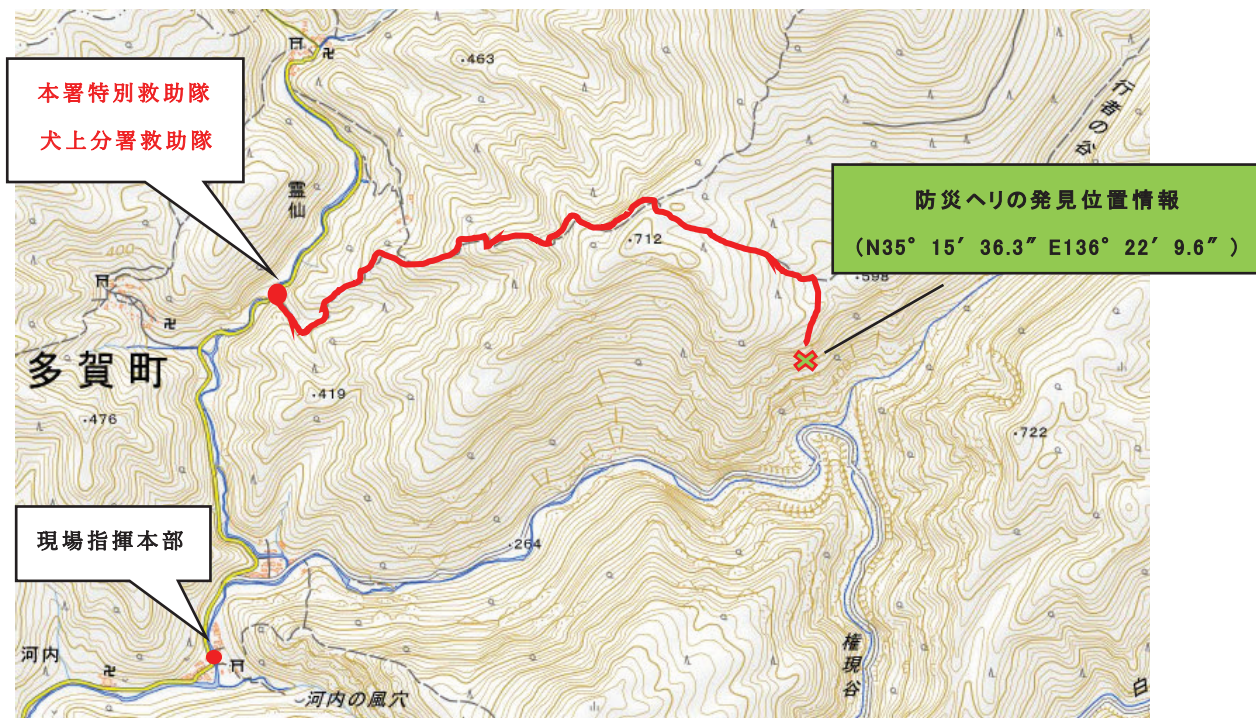 本署特別救助隊
犬上分署救助隊
・463
霊仙
行者の谷
防災ヘリの発見位置情報
（N35° 15′ 36.3″ E136° 22′ 9.6″ ）
400
・712
・598
多賀町
・419
・476
400
・722
現場指揮本部
・264
河内
河内の風穴
権現谷
白